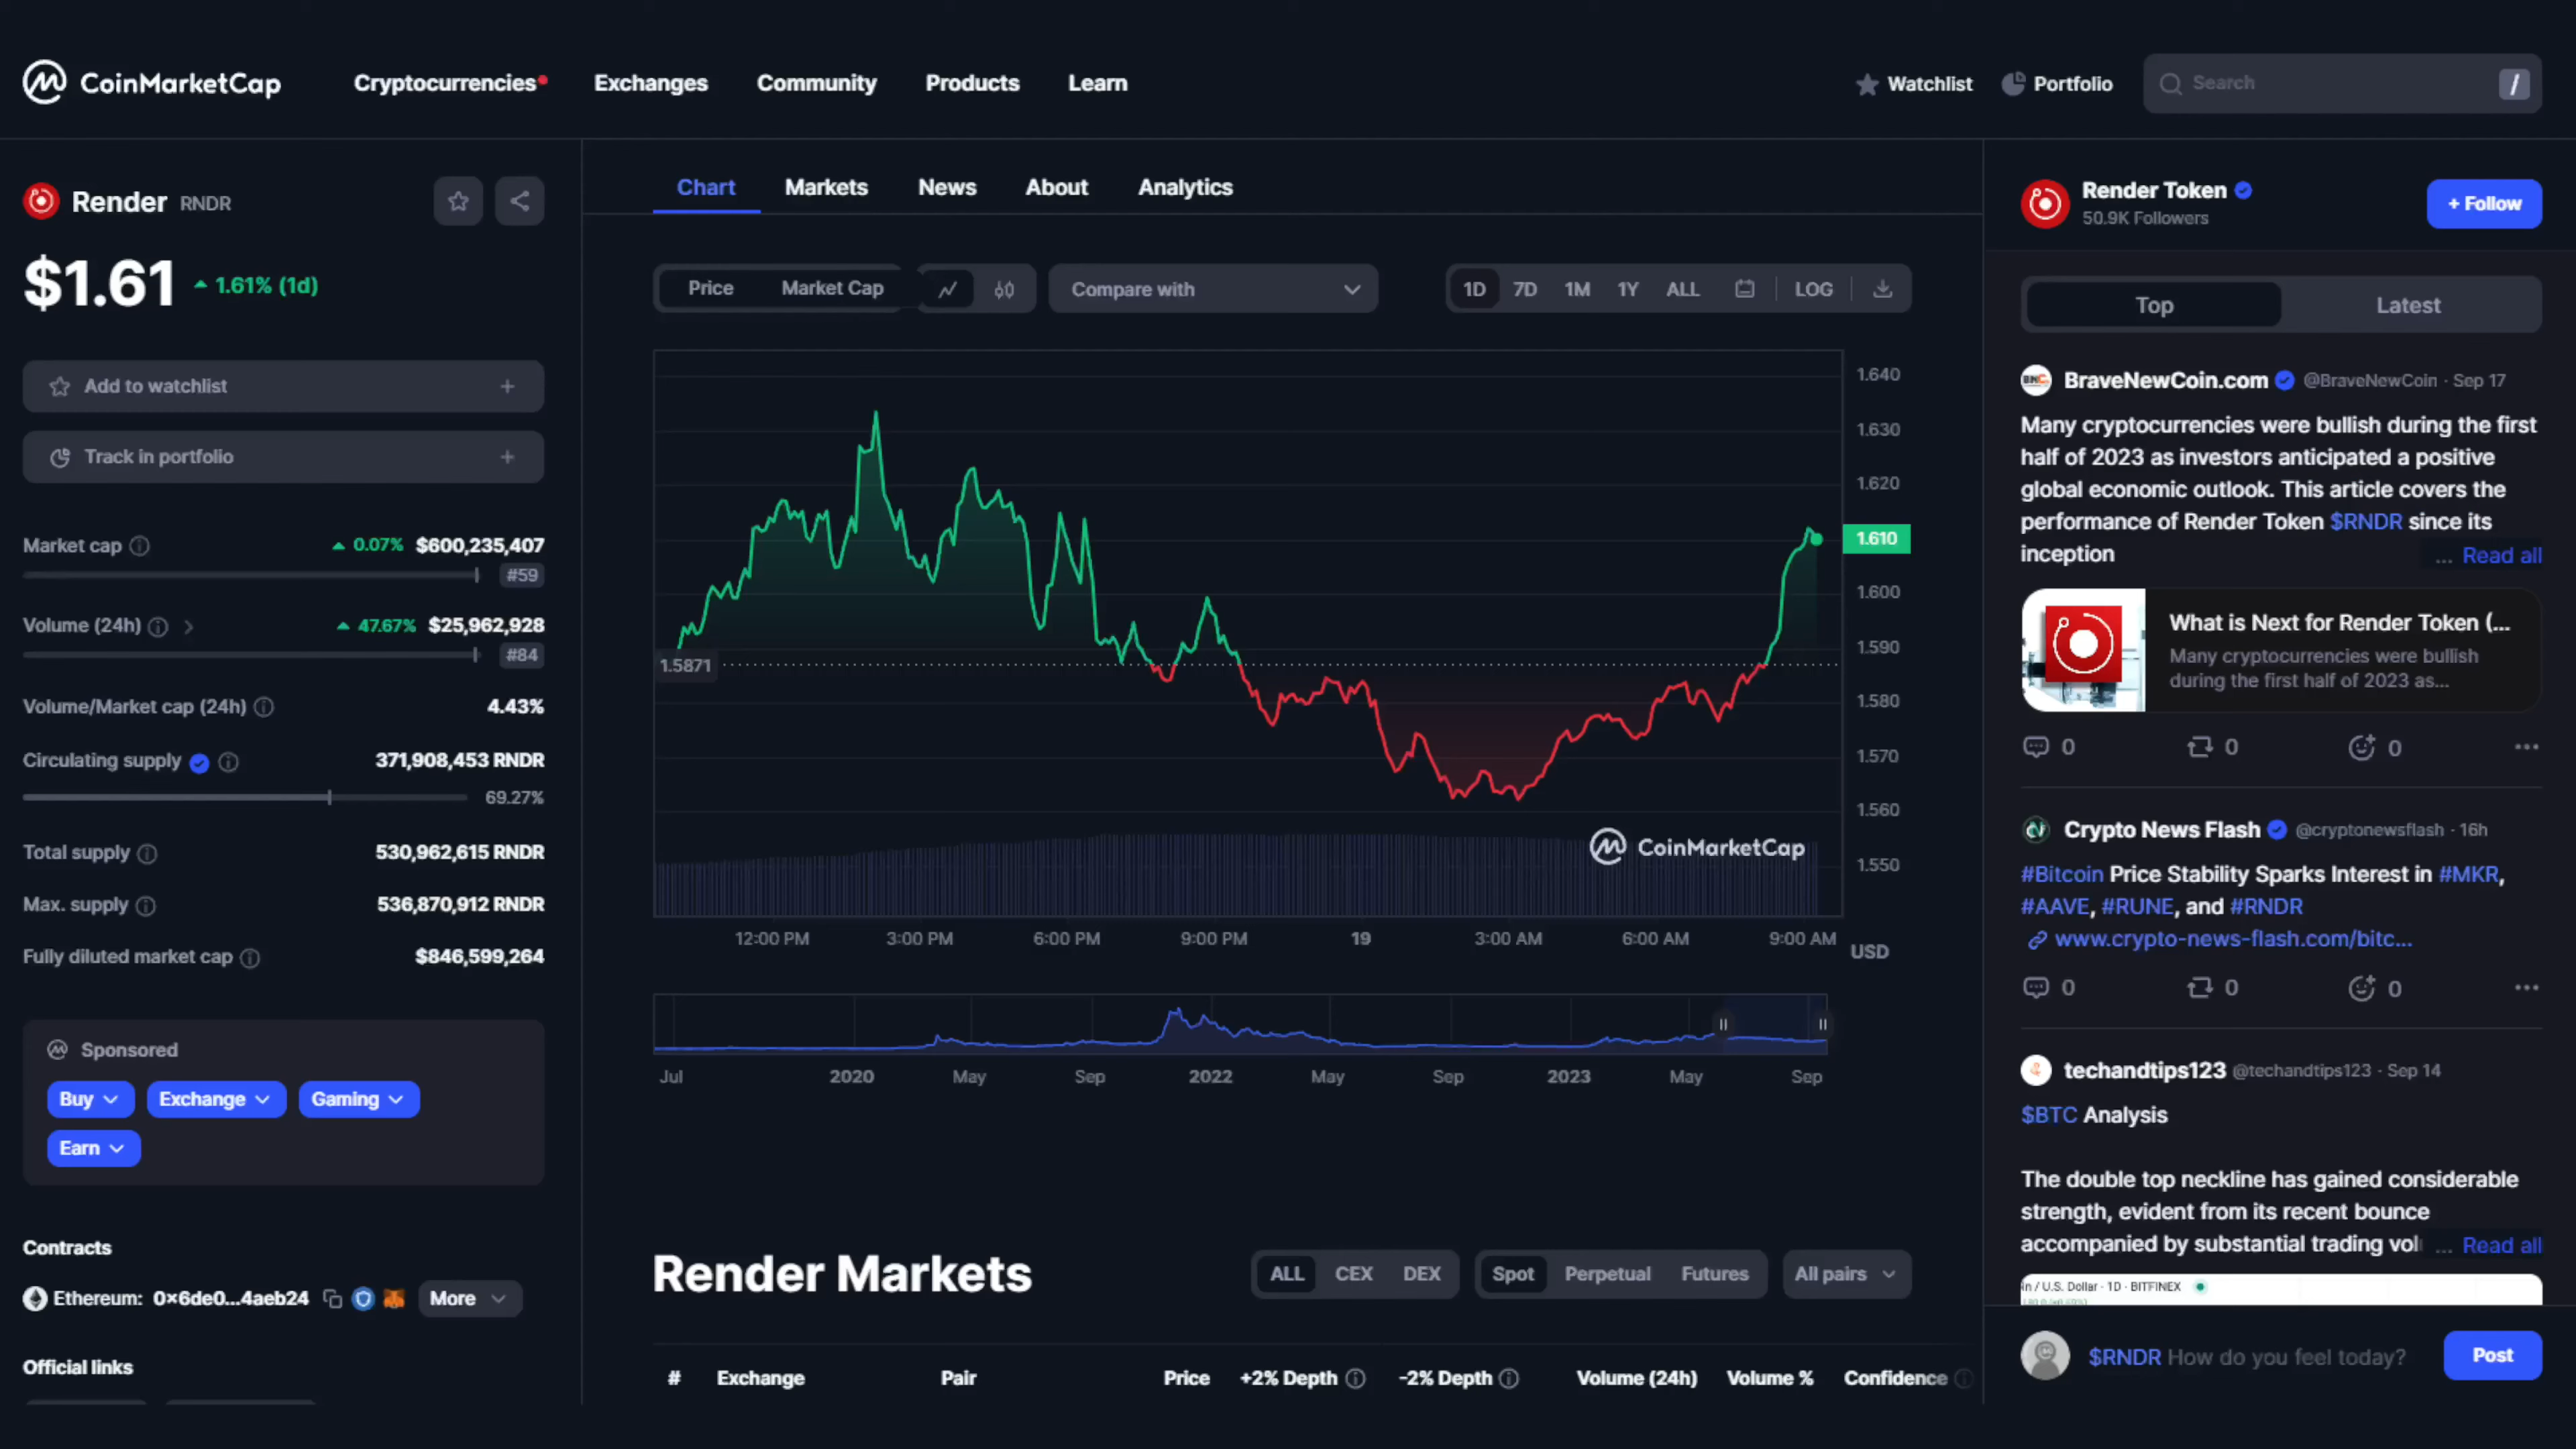 CoinMarketCap
Cryptocurrencies
Exchanges
Community
Products
Learn
Watchlist
Portfolio
Search
/
Render RNDR
$1.61 1.61% (1d)
Add to watchlist +
Track in portfolio +
Market cap 0.07% $600,235,407
#59
Volume (24h) 47.67% $25,962,928
#84
Volume/Market cap (24h) 4.43%
Circulating supply 371,908,453 RNDR
69.27%
Total supply 530,962,615 RNDR
Max. supply 536,870,912 RNDR
Fully diluted market cap $846,599,264
Sponsored
Buy
Exchange
Gaming
Earn
Contracts
Ethereum: 0x6de0...4aeb24
More
Official links
Chart
Markets
News
About
Analytics
Price
Market Cap
Compare with
1D 7D 1M 1Y ALL LOG
1.640
1.630
1.620
1.610
1.600
1.590
1.5871
1.580
1.570
1.560
1.550
CoinMarketCap
12:00 PM 3:00 PM 6:00 PM 9:00 PM 19 3:00 AM 6:00 AM 9:00 AM
USD
Jul 2020 May Sep 2022 May Sep 2023 May Sep
Render Markets
ALL CEX DEX
Spot Perpetual Futures
All pairs
# Exchange Pair Price +2% Depth -2% Depth Volume (24h) Volume % Confidence
Render Token
50.9K Followers
+ Follow
Top
Latest
BraveNewCoin.com @BraveNewCoin · Sep 17
Many cryptocurrencies were bullish during the first
half of 2023 as investors anticipated a positive
global economic outlook. This article covers the
performance of Render Token $RNDR since its
inception ... Read all
What is Next for Render Token (...
Many cryptocurrencies were bullish
during the first half of 2023 as...
0 0 0
Crypto News Flash @cryptonewsflash · 16h
#Bitcoin Price Stability Sparks Interest in #MKR,
#AAVE, #RUNE, and #RNDR
www.crypto-news-flash.com/bitc...
0 0 0
techandtips123 @techandtips123 · Sep 14
$BTC Analysis
The double top neckline has gained considerable
strength, evident from its recent bounce
accompanied by substantial trading vol ... Read all
in / U.S. Dollar · 1D · BITFINEX
$RNDR How do you feel today?
Post